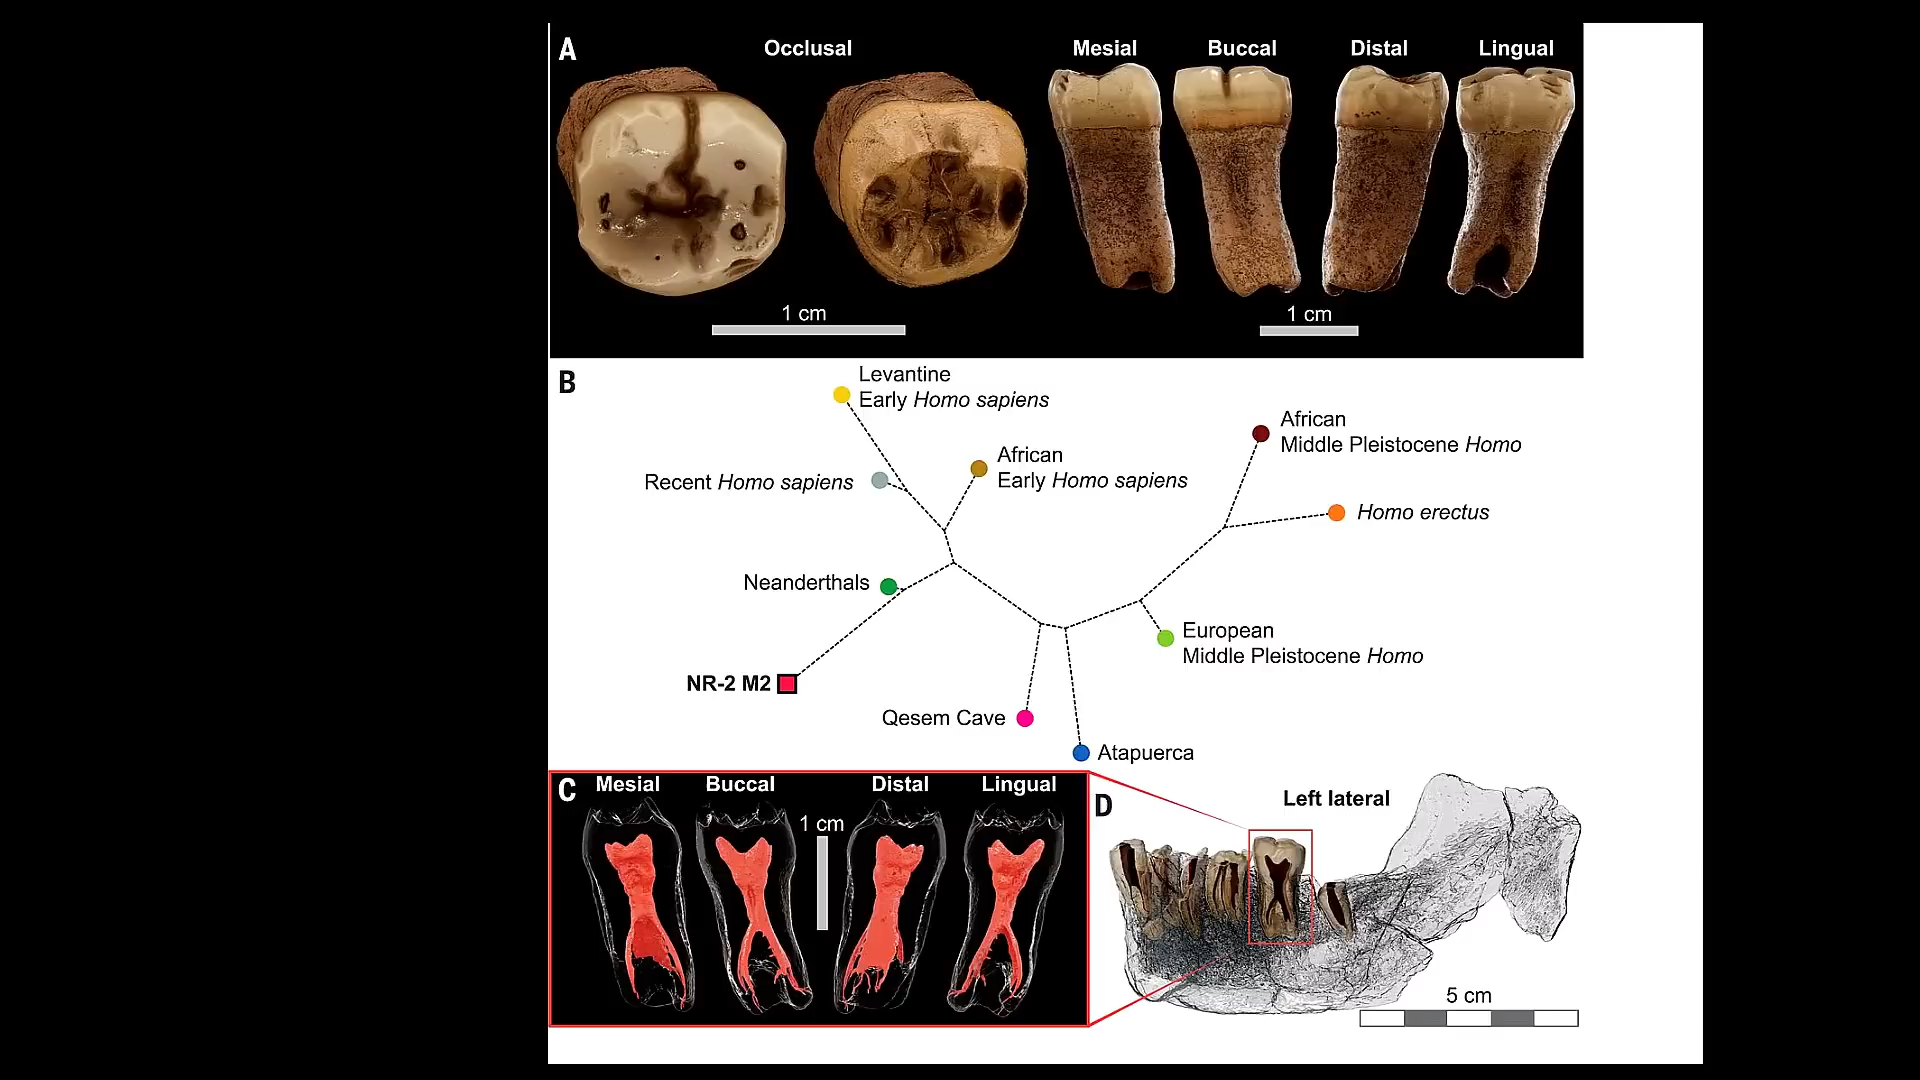 A
Occlusal
Mesial
Buccal
Distal
Lingual
1 cm
1 cm
B
Levantine
Early Homo sapiens
African
Middle Pleistocene Homo
African
Early Homo sapiens
Recent Homo sapiens
Homo erectus
Neanderthals
European
Middle Pleistocene Homo
NR-2 M2
Qesem Cave
Atapuerca
C
Mesial
Buccal
Distal
Lingual
1 cm
D
Left lateral
5 cm